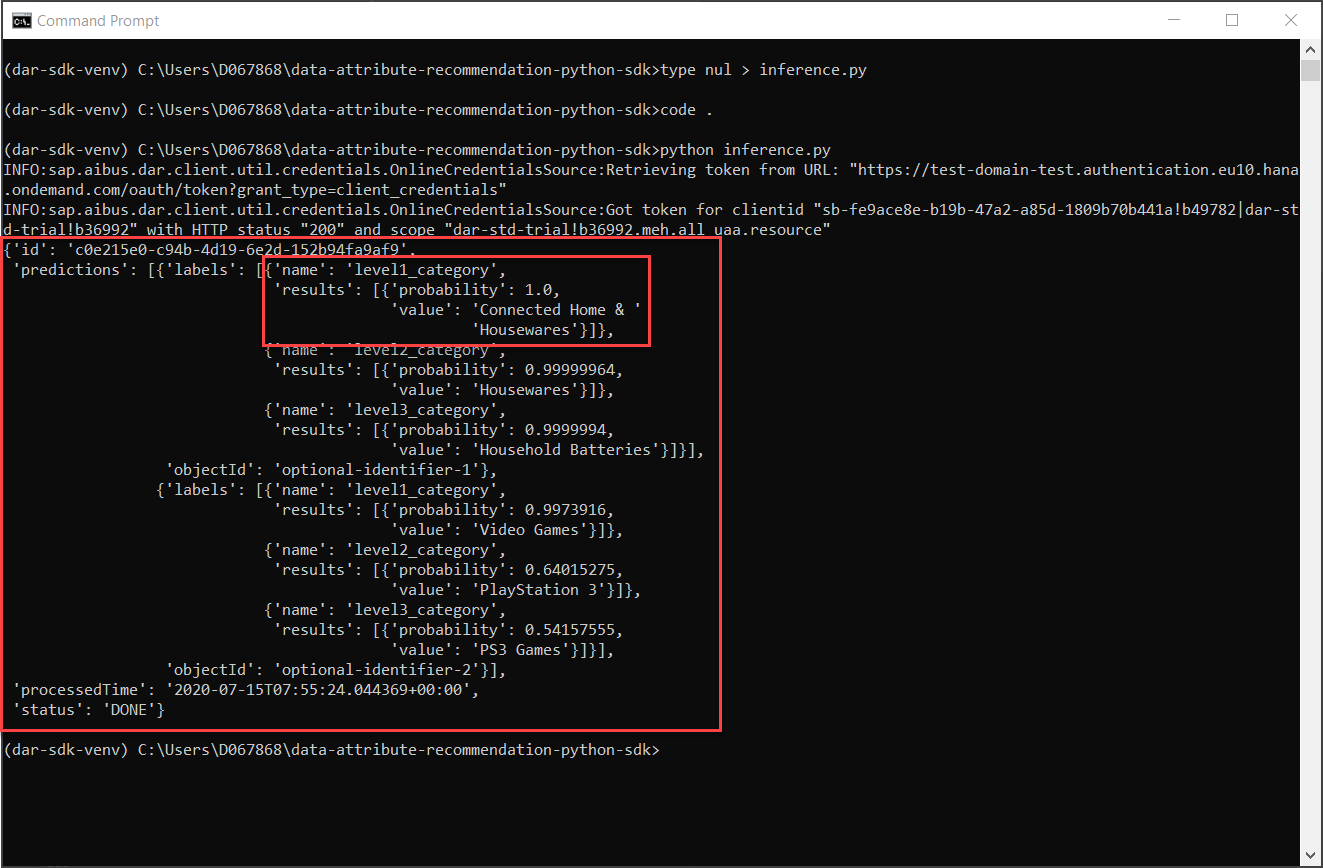 Command Prompt
(dar-sdk-venv) C:\Users\D067868\data-attribute-recommendation-python-sdk>type nul > inference.py
(dar-sdk-venv) C:\Users\D067868\data-attribute-recommendation-python-sdk>code .
(dar-sdk-venv) C:\Users\D067868\data-attribute-recommendation-python-sdk>python inference.py
INFO:sap.aibus.dar.client.util.credentials.OnlineCredentialsSource:Retrieving token from URL: "https://test-domain-test.authentication.eu10.hana
.ondemand.com/oauth/token?grant_type=client_credentials"
INFO:sap.aibus.dar.client.util.credentials.OnlineCredentialsSource:Got token for clientid "sb-fe9ace8e-b19b-47a2-a85d-1809b70b441a!b49782|dar-st
d-trial!b36992" with HTTP status "200" and scope "dar-std-trial!b36992.meh.all uaa.resource"
{'id': 'c0e215e0-c94b-4d19-6e2d-152b94fa9af9',
 'predictions': [{'labels': [{'name': 'level1_category',
                              'results': [{'probability': 1.0,
                                           'value': 'Connected Home & '
                                                    'Housewares'}]},
                             {'name': 'level2_category',
                              'results': [{'probability': 0.99999964,
                                           'value': 'Housewares'}]},
                             {'name': 'level3_category',
                              'results': [{'probability': 0.9999994,
                                           'value': 'Household Batteries'}]}],
                  'objectId': 'optional-identifier-1'},
                 {'labels': [{'name': 'level1_category',
                              'results': [{'probability': 0.9973916,
                                           'value': 'Video Games'}]},
                             {'name': 'level2_category',
                              'results': [{'probability': 0.64015275,
                                           'value': 'PlayStation 3'}]},
                             {'name': 'level3_category',
                              'results': [{'probability': 0.54157555,
                                           'value': 'PS3 Games'}]}],
                  'objectId': 'optional-identifier-2'}],
 'processedTime': '2020-07-15T07:55:24.044369+00:00',
 'status': 'DONE'}
(dar-sdk-venv) C:\Users\D067868\data-attribute-recommendation-python-sdk>